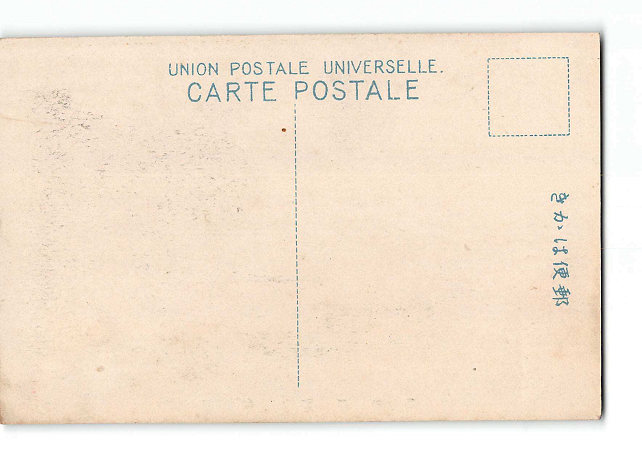 UNION POSTALE UNIVERSELLE.
CARTE POSTALE
きかは便郵